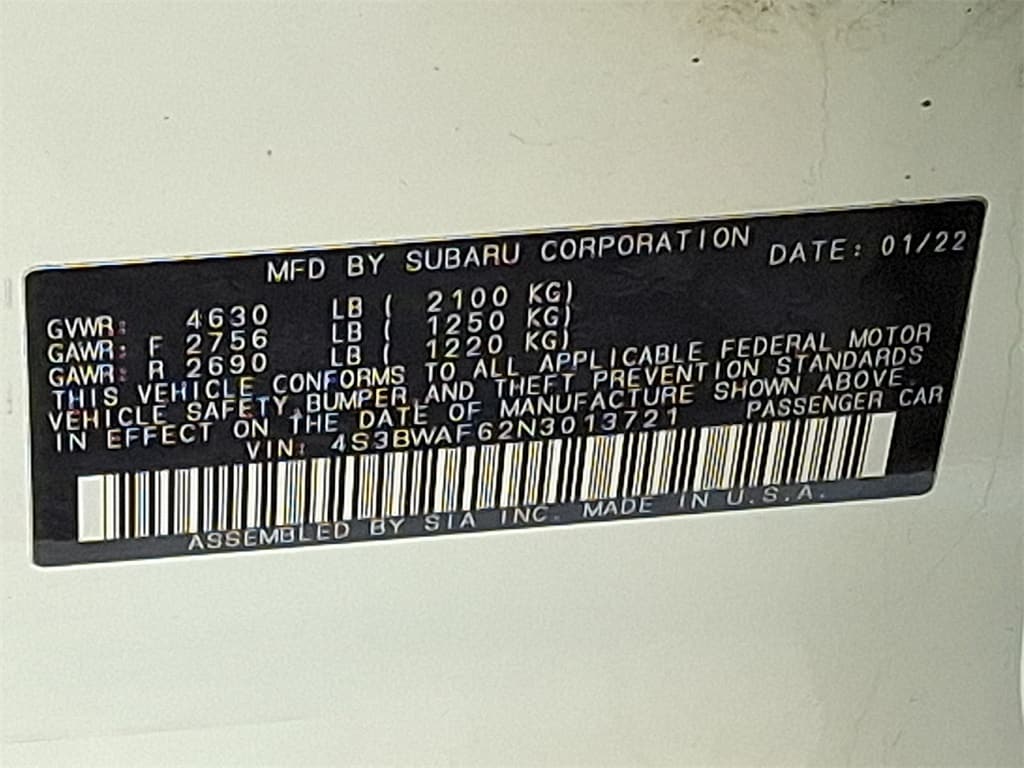 MFD BY SUBARU CORPORATION DATE: 01/22
GVWR: 4630 LB ( 2100 KG)
GAWR: F 2756 LB ( 1250 KG)
GAWR: R 2690 LB ( 1220 KG)
THIS VEHICLE CONFORMS TO ALL APPLICABLE FEDERAL MOTOR
VEHICLE SAFETY,BUMPER,AND THEFT PREVENTION STANDARDS
IN EFFECT ON THE DATE OF MANUFACTURE SHOWN ABOVE.
VIN: 4S3BWAF62N3013721 PASSENGER CAR
ASSEMBLED BY SIA INC. MADE IN U.S.A.